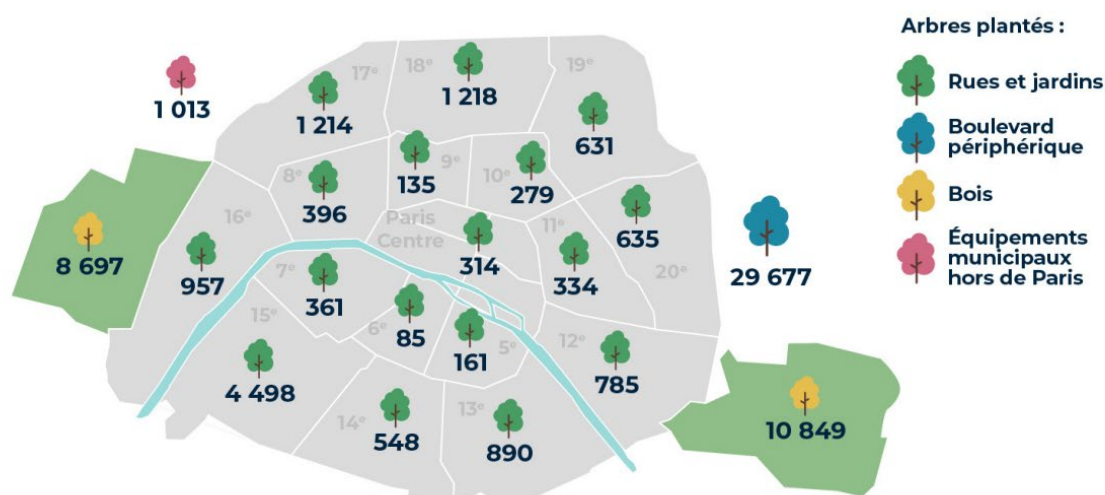 Arbres plantés :
Rues et jardins
Boulevard
périphérique
Bois
Équipements
municipaux
hors de Paris
17e
18e
19e
1 013
1 214
1 218
631
8e
9e
10e
396
135
279
16e
Paris
Centre
11e
20e
8 697
957
314
334
635
29 677
7e
361
15e
6e
85
161
5e
12e
785
4 498
14e
548
13e
890
10 849